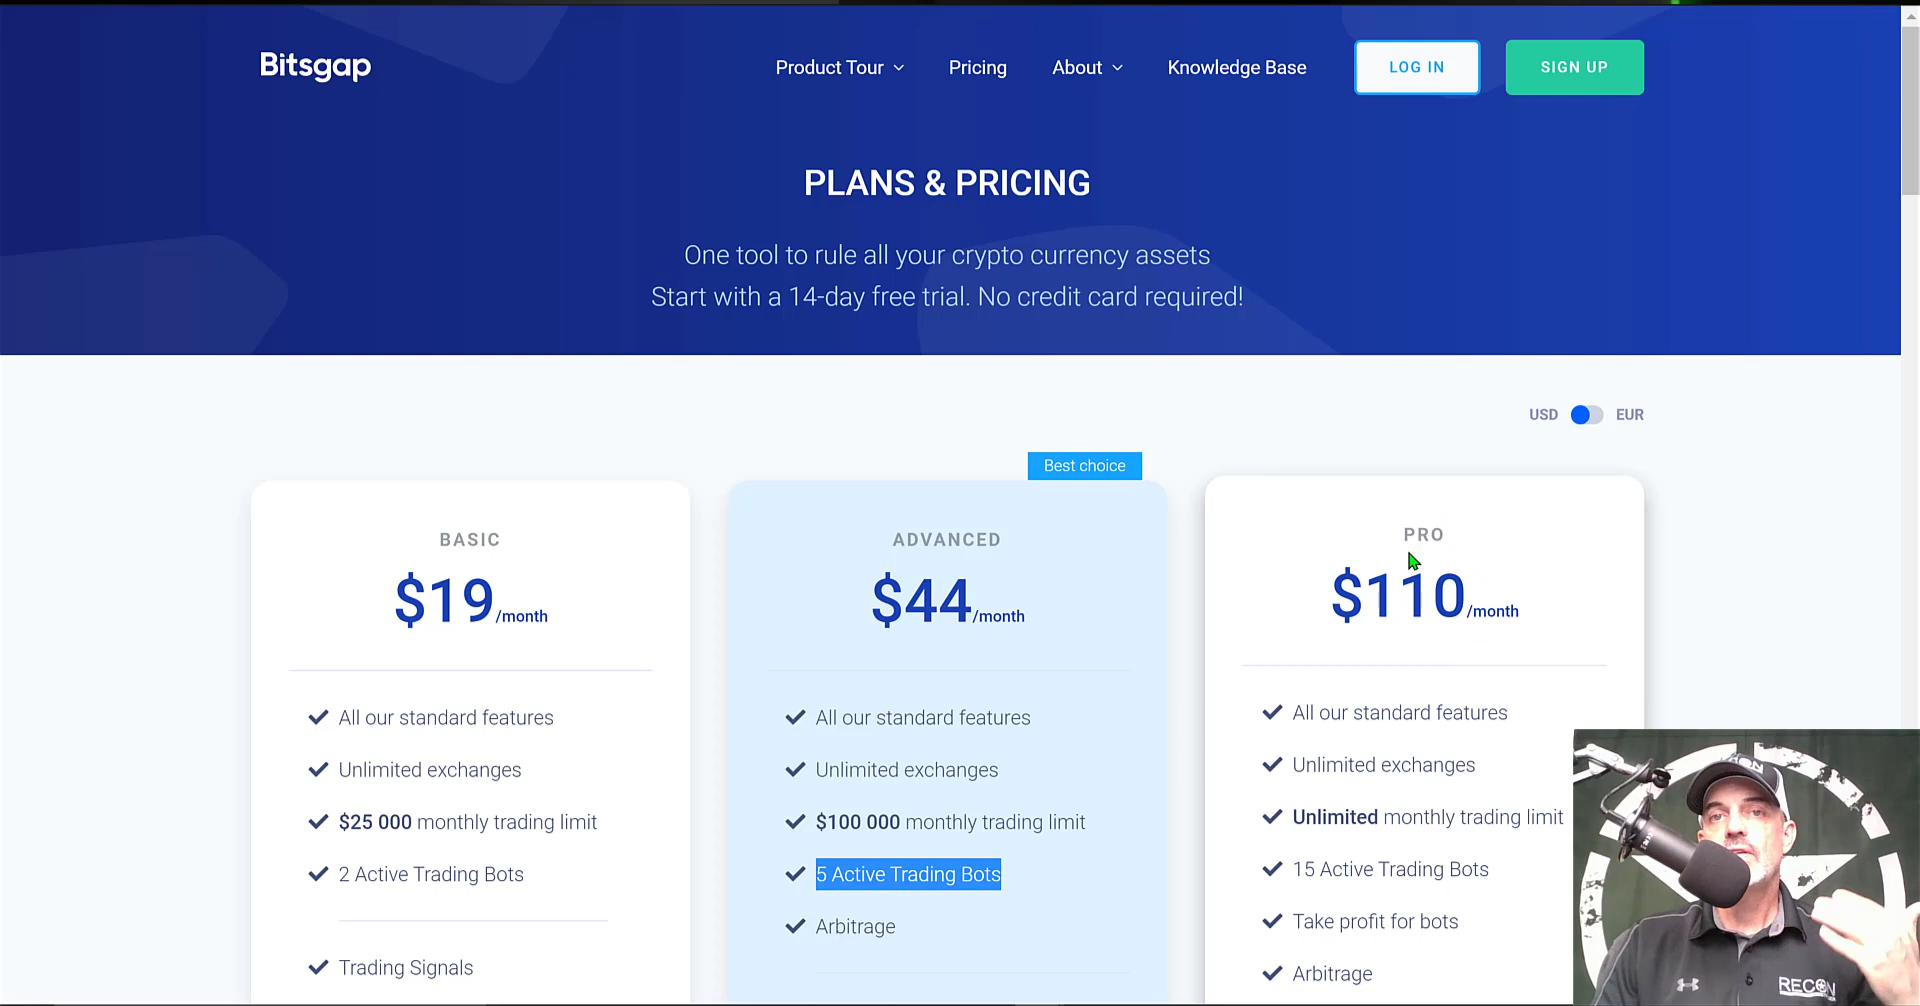 Bitsgap
Product Tour
Pricing
About
Knowledge Base
LOG IN
SIGN UP
PLANS & PRICING
One tool to rule all your crypto currency assets
Start with a 14-day free trial. No credit card required!
USD
EUR
Best choice
BASIC
$19/month
All our standard features
Unlimited exchanges
$25 000 monthly trading limit
2 Active Trading Bots
Trading Signals
ADVANCED
$44/month
All our standard features
Unlimited exchanges
$100 000 monthly trading limit
5 Active Trading Bots
Arbitrage
PRO
$110/month
All our standard features
Unlimited exchanges
Unlimited monthly trading limit
15 Active Trading Bots
Take profit for bots
Arbitrage
RECON